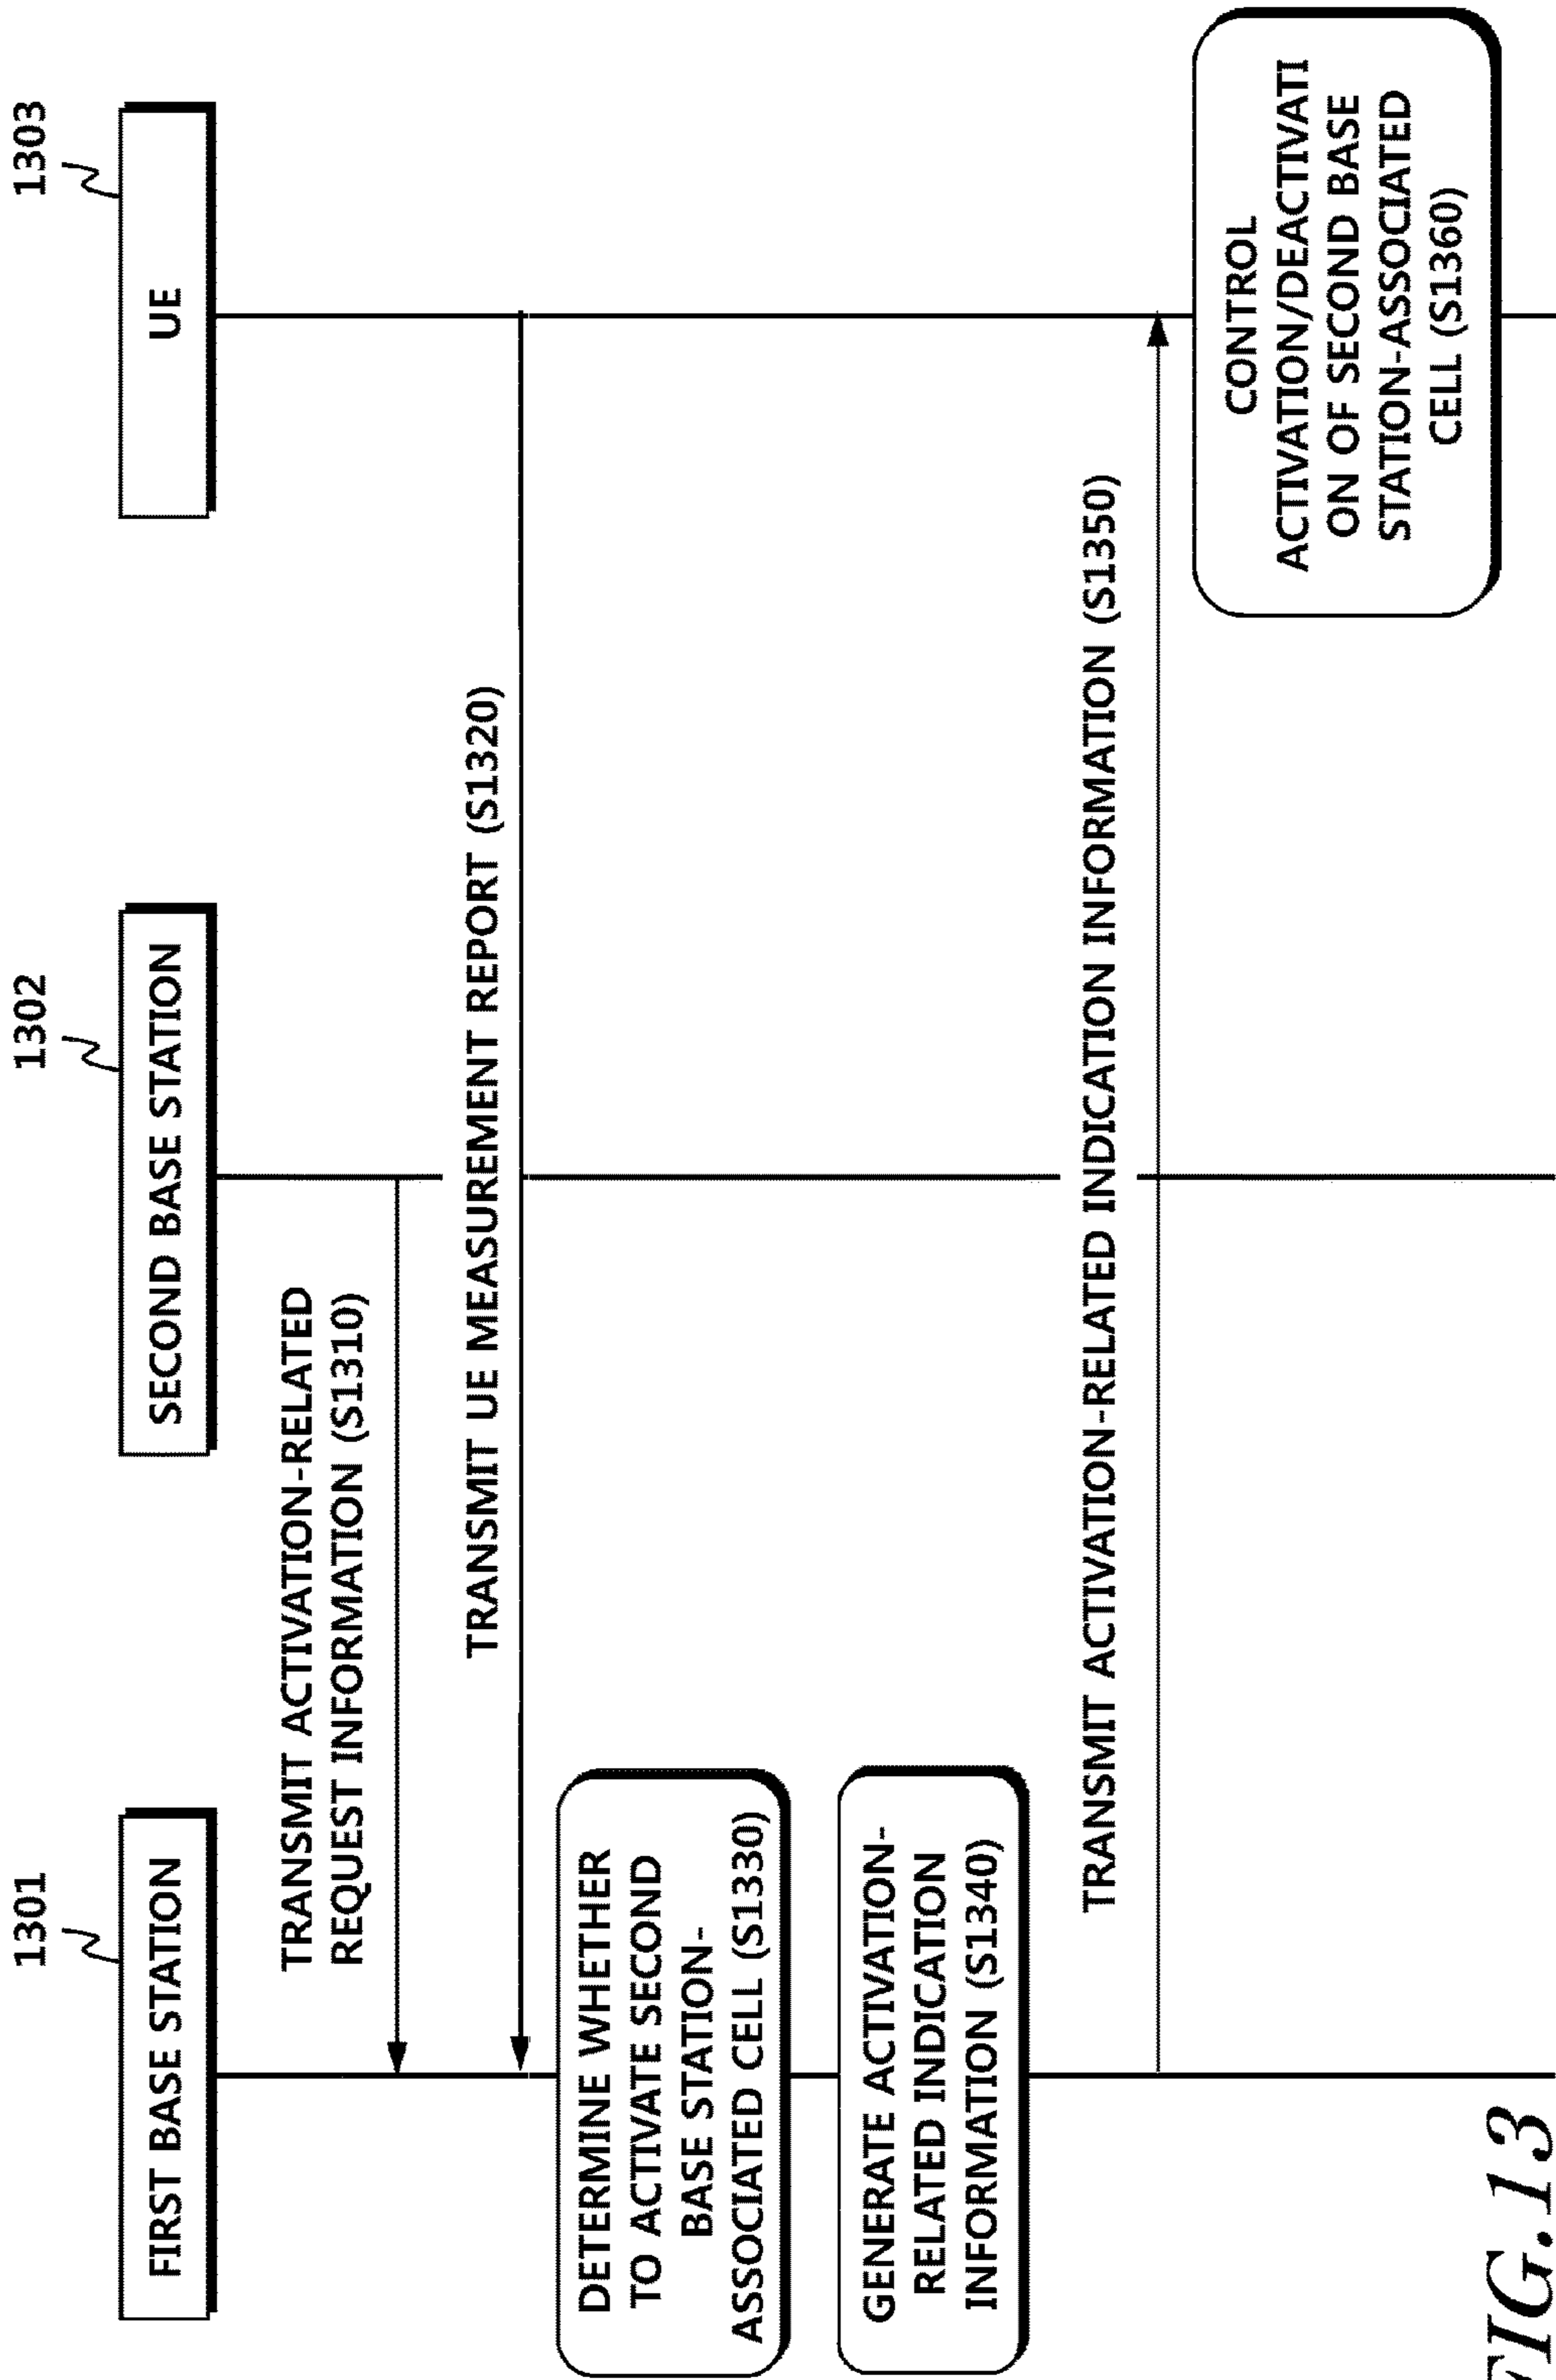 1301
1302
1303
FIRST BASE STATION
SECOND BASE STATION
UE
TRANSMIT ACTIVATION-RELATED
REQUEST INFORMATION (S1310)
TRANSMIT UE MEASUREMENT REPORT (S1320)
DETERMINE WHETHER
TO ACTIVATE SECOND
BASE STATION-
ASSOCIATED CELL (S1330)
GENERATE ACTIVATION-
RELATED INDICATION
INFORMATION (S1340)
TRANSMIT ACTIVATION-RELATED INDICATION INFORMATION (S1350)
CONTROL
ACTIVATION/DEACTIVATI
ON OF SECOND BASE
STATION-ASSOCIATED
CELL (S1360)
FIG.13